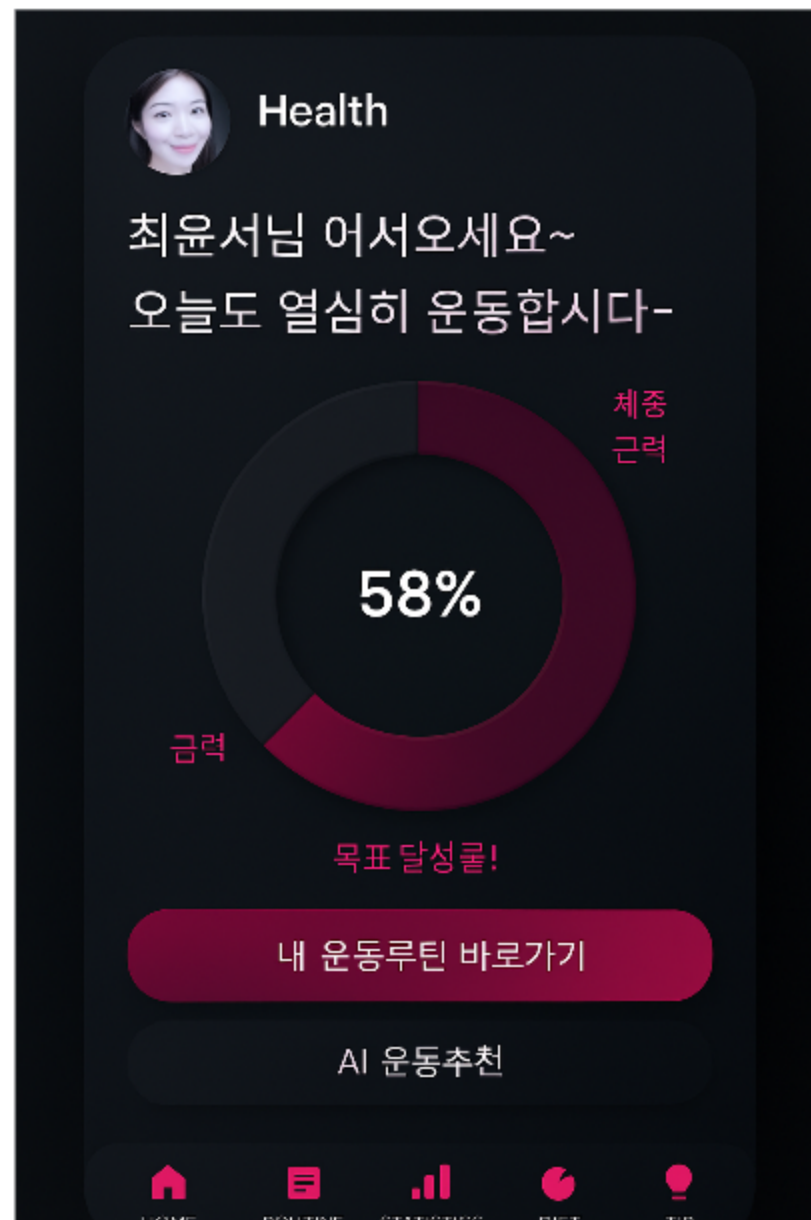 Health
최윤서님 어서오세요~
오늘도 열심히 운동합시다-
체중
근력
58%
금력
목표 달성률!
내 운동루틴 바로가기
AI 운동추천